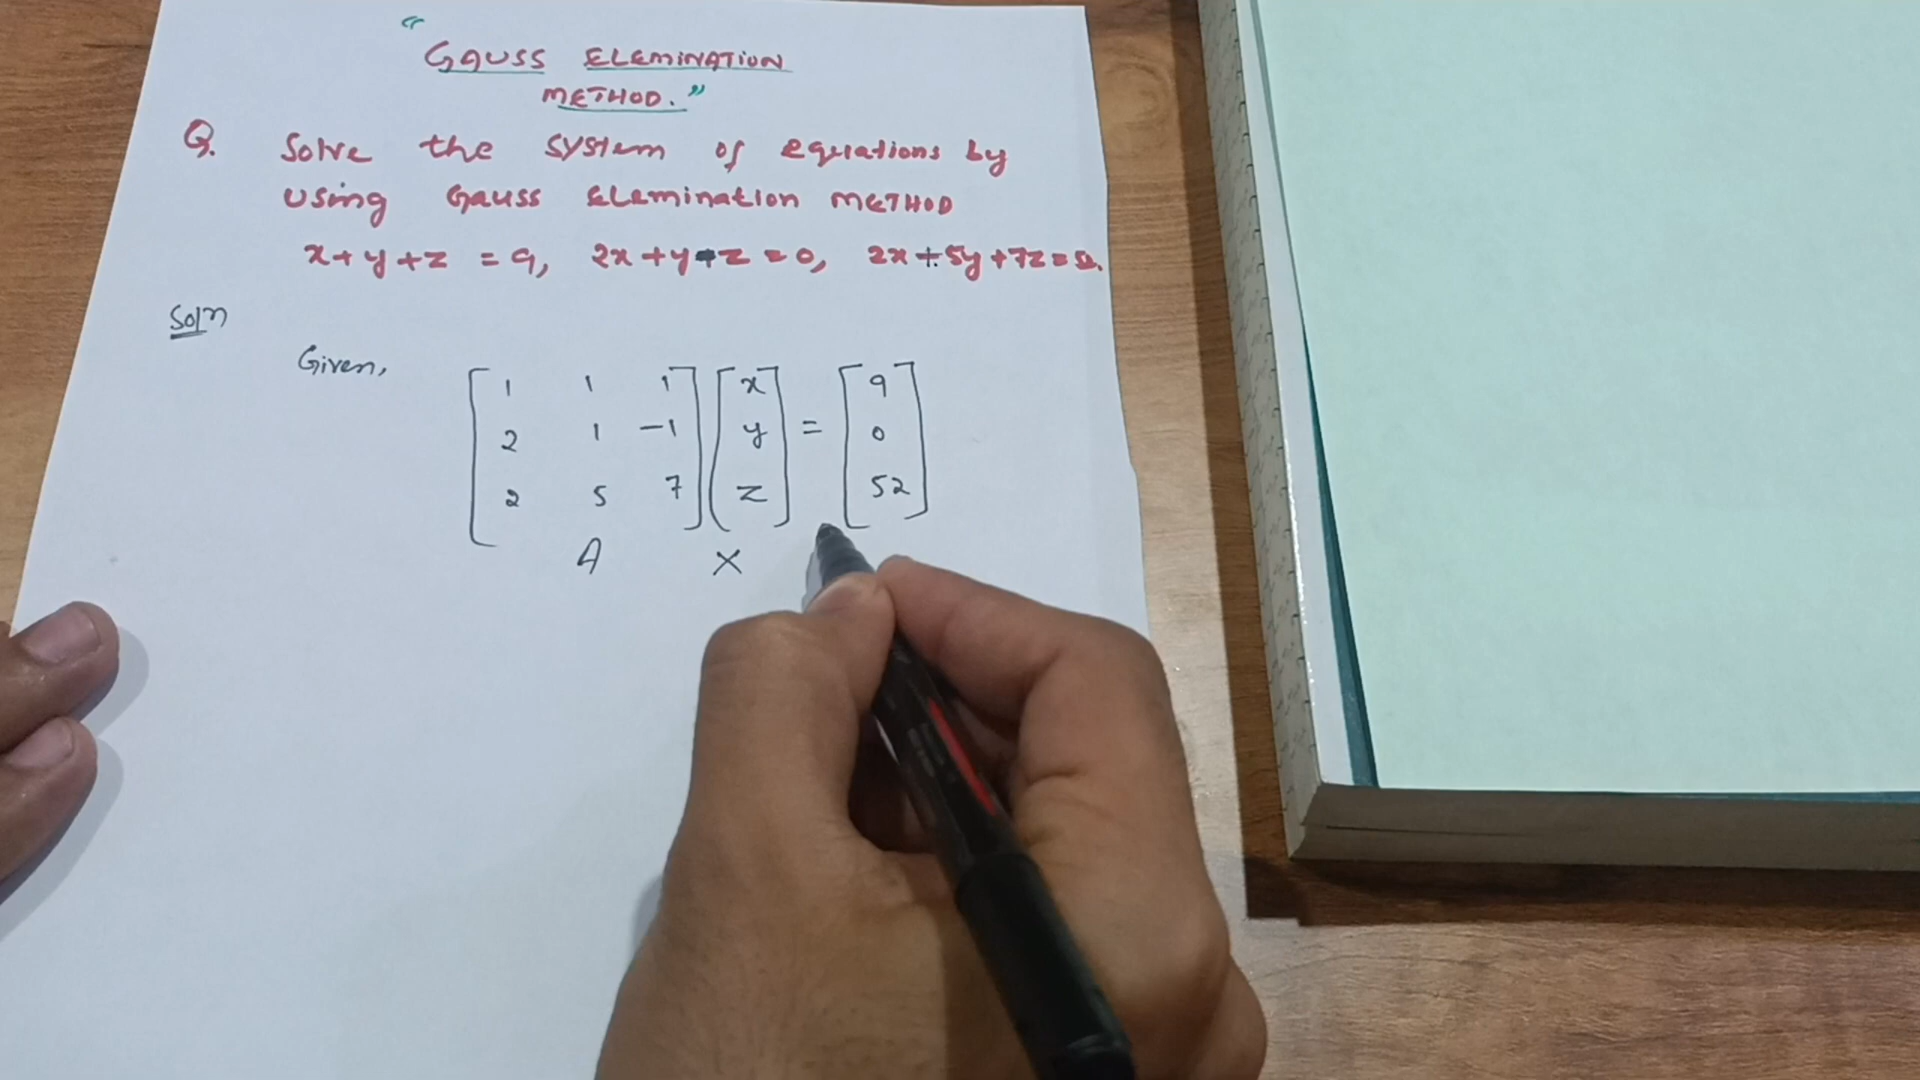 "
GAUSS ELEMINATION
METHOD."
Q. Solve the system of equations by
using Gauss elemination METHOD
x+y+z = 9, 2x+y-z=0, 2x+5y+7z=52.
Soln
Given,
[ 1 1 1 ] [ x ] = [ 9 ]
[ 2 1 -1 ] [ y ] [ 0 ]
[ 2 5 7 ] [ z ] [ 52 ]
A X